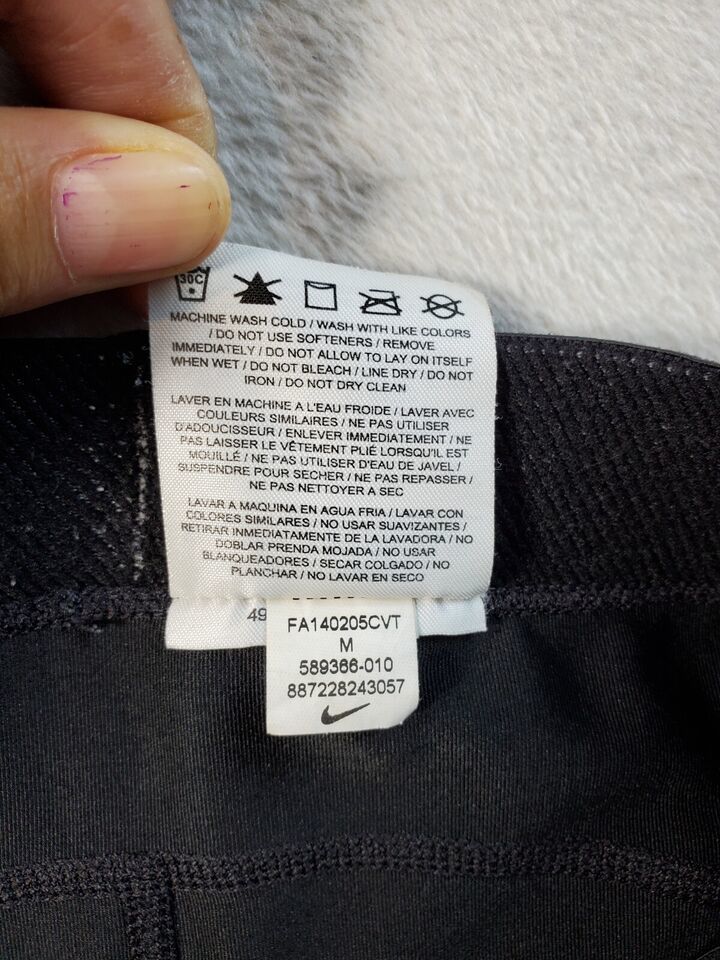 30C
MACHINE WASH COLD / WASH WITH LIKE COLORS
/ DO NOT USE SOFTENERS / REMOVE
IMMEDIATELY / DO NOT ALLOW TO LAY ON ITSELF
WHEN WET / DO NOT BLEACH / LINE DRY / DO NOT
IRON / DO NOT DRY CLEAN
LAVER EN MACHINE A L'EAU FROIDE / LAVER AVEC
COULEURS SIMILAIRES / NE PAS UTILISER
D'ADOUCISSEUR / ENLEVER IMMEDIATEMENT / NE
PAS LAISSER LE VÊTEMENT PLIÉ LORSQU'IL EST
MOUILLÉ / NE PAS UTILISER D'EAU DE JAVEL /
SUSPENDRE POUR SECHER / NE PAS REPASSER /
NE PAS NETTOYER A SEC
LAVAR A MAQUINA EN AGUA FRIA / LAVAR CON
COLORES SIMILARES / NO USAR SUAVIZANTES /
RETIRAR INMEDIATAMENTE DE LA LAVADORA / NO
DOBLAR PRENDA MOJADA / NO USAR
BLANQUEADORES / SECAR COLGADO / NO
PLANCHAR / NO LAVAR EN SECO
49
FA140205CVT
M
589366-010
887228243057